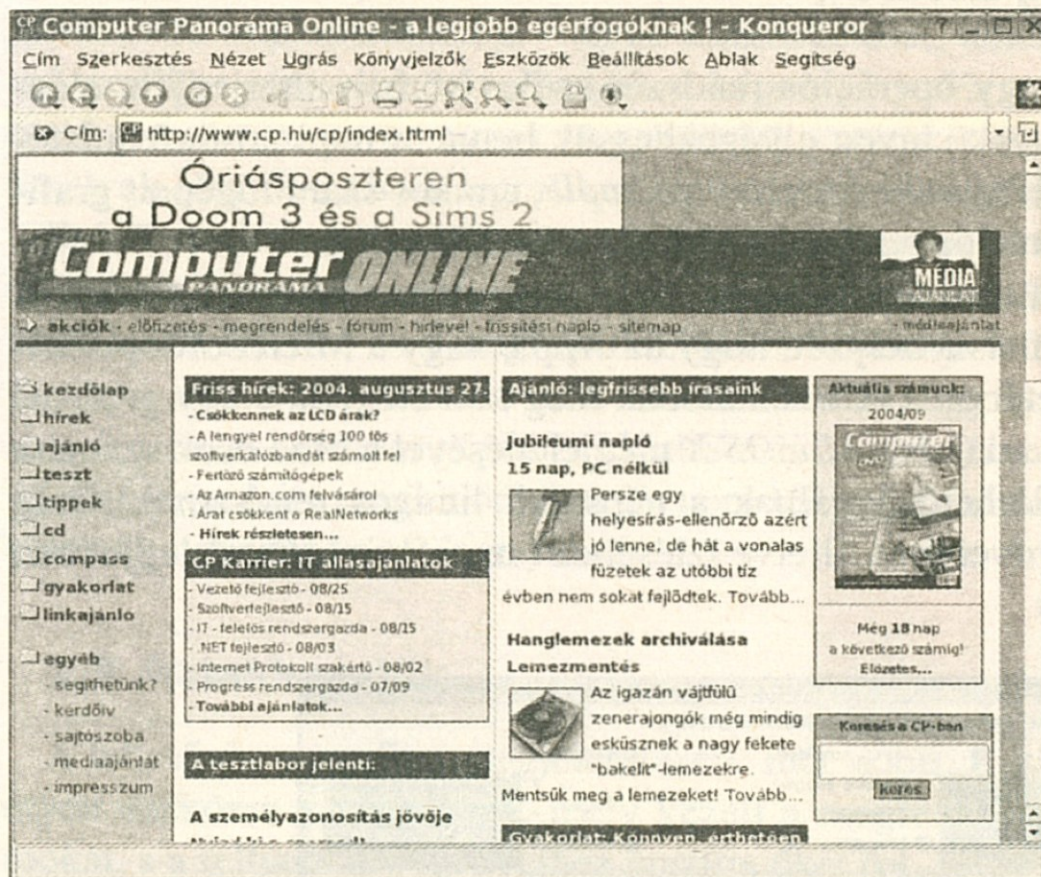 Computer Panoráma Online - a legjobb egérfogóknak ! - Konqueror
Cím Szerkesztés Nézet Ugrás Könyvjelzők Eszközök Beállítások Ablak Segítség
Cím: http://www.cp.hu/cp/index.html
Óriásposzteren
a Doom 3 és a Sims 2
Computer ONLINE
PANORÁMA
MÉDIA
AJÁNLAT
akciók - előfizetés - megrendelés - fórum - hírlevél - frissítési napló - sitemap
- médiaajánlat
kezdőlap
hírek
ajánló
teszt
tippek
cd
compass
gyakorlat
linkajánlo
egyéb
- segíthetünk?
- kérdőív
- sajtószoba
- médiaajánlat
- impresszum
Friss hírek: 2004. augusztus 27.
- Csökkennek az LCD árak?
- A lengyel rendőrség 100 fős
szoftverkalózbandát számolt fel
- Fertőző számítógépek
- Az Amazon.com felvásárol
- Árat csökkent a RealNetworks
- Hírek részletesen...
CP Karrier: IT állásajánlatok
- Vezető fejlesztő - 08/25
- Szoftverfejlesztő - 08/15
- IT - felelős rendszergazda - 08/15
- .NET fejlesztő - 08/03
- Internet Protokoll szakértő - 08/02
- Progress rendszergazda - 07/09
- További ajánlatok...
A tesztlabor jelenti:
A személyazonosítás jövője
Ajánló: legfrissebb írásaink
Jubileumi napló
15 nap, PC nélkül
Persze egy
helyesírás-ellenőrző azért
jó lenne, de hát a vonalas
füzetek az utóbbi tíz
évben nem sokat fejlődtek. Tovább...
Hanglemezek archiválása
Lemezmentés
Az igazán vájtfülű
zenerajongók még mindig
esküsznek a nagy fekete
"bakelit"-lemezekre.
Mentsük meg a lemezeket! Tovább...
Gyakorlat: Könnyen, érthetően
Aktuális számunk:
2004/09
Computer
Még 18 nap
a következő számig!
Előzetes...
Keresés a CP-ben
keres